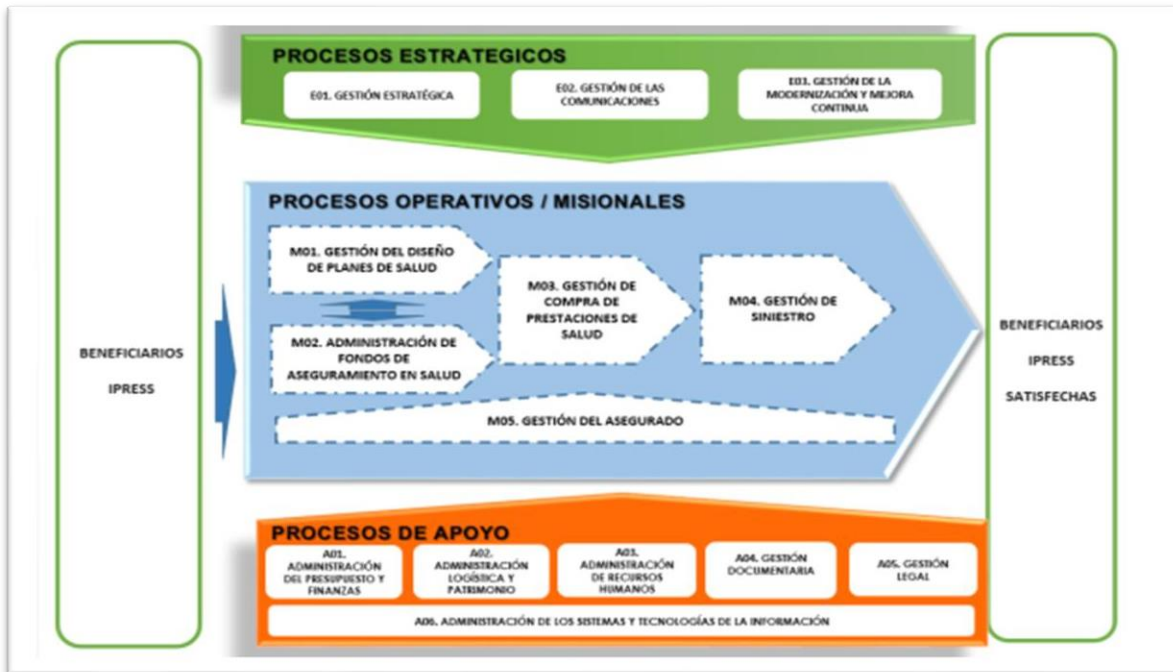 PROCESOS ESTRATEGICOS
E01. GESTIÓN ESTRATÉGICA
E02. GESTIÓN DE LAS
COMUNICACIONES
E03. GESTIÓN DE LA
MODERNIZACIÓN Y MEJORA
CONTINUA
BENEFICIARIOS
IPRESS
PROCESOS OPERATIVOS / MISIONALES
M01. GESTIÓN DEL DISEÑO
DE PLANES DE SALUD
M02. ADMINISTRACIÓN DE
FONDOS DE
ASEGURAMIENTO EN SALUD
M03. GESTIÓN DE
COMPRA DE
PRESTACIONES DE
SALUD
M04. GESTIÓN DE
SINIESTRO
M05. GESTIÓN DEL ASEGURADO
BENEFICIARIOS
IPRESS
SATISFECHAS
PROCESOS DE APOYO
A01.
ADMINISTRACIÓN
DEL PRESUPUESTO Y
FINANZAS
A02.
ADMINISTRACIÓN
LOGÍSTICA Y
PATRIMONIO
A03.
ADMINISTRACIÓN
DE RECURSOS
HUMANOS
A04. GESTIÓN
DOCUMENTARIA
A05. GESTIÓN
LEGAL
A06. ADMINISTRACIÓN DE LOS SISTEMAS Y TECNOLOGÍAS DE LA INFORMACIÓN